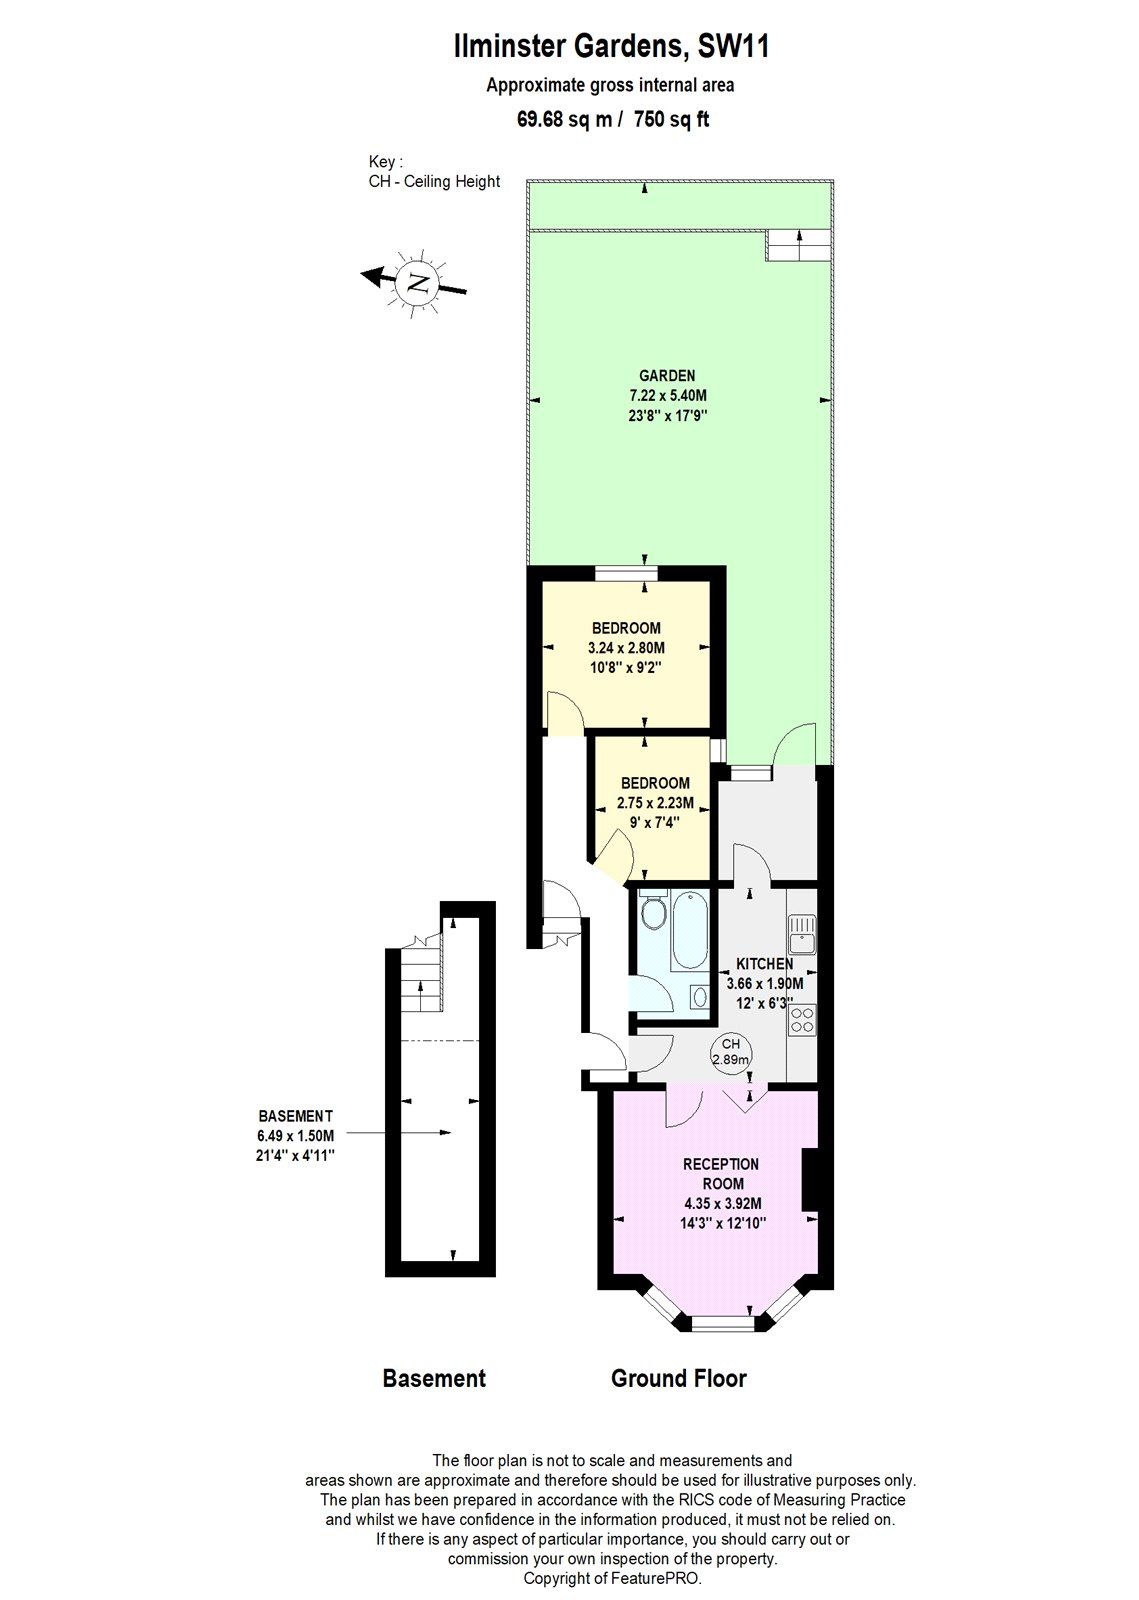 Ilminster Gardens, SW11
Approximate gross internal area
69.68 sq m /  750 sq ft
Key :
CH - Ceiling Height
N
GARDEN
7.22 x 5.40M
23'8" x 17'9"
BEDROOM
3.24 x 2.80M
10'8" x 9'2"
BEDROOM
2.75 x 2.23M
9' x 7'4"
KITCHEN
3.66 x 1.90M
12' x 6'3"
CH
2.89m
BASEMENT
6.49 x 1.50M
21'4" x 4'11"
RECEPTION
ROOM
4.35 x 3.92M
14'3" x 12'10"
Basement
Ground Floor
The floor plan is not to scale and measurements and
areas shown are approximate and therefore should be used for illustrative purposes only.
The plan has been prepared in accordance with the RICS code of Measuring Practice
and whilst we have confidence in the information produced, it must not be relied on.
If there is any aspect of particular importance, you should carry out or
commission your own inspection of the property.
Copyright of FeaturePRO.